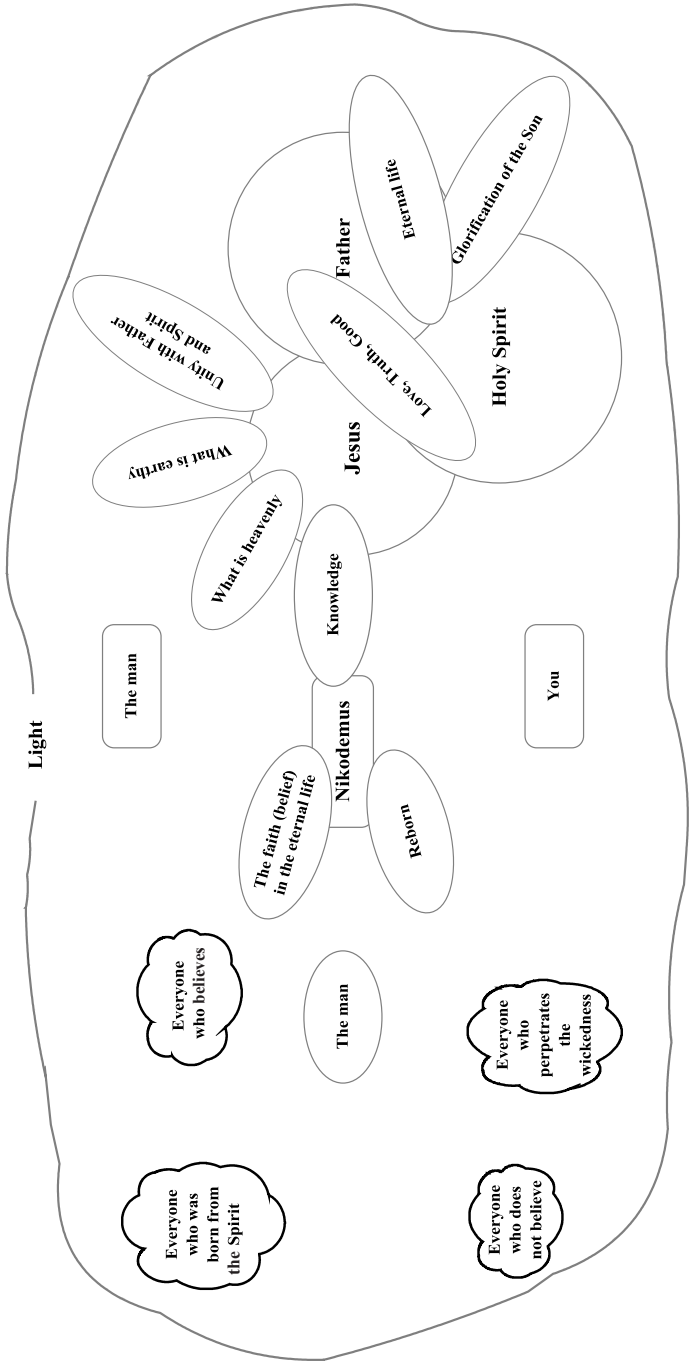 Light
Everyone
who was
born from
the Spirit
Everyone
who believes
The man
What is earthy
Unity with Father
and Spirit
The faith (belief)
in the eternal life
What is heavenly
The man
Nikodemus
Knowledge
Jesus
Father
Love, Truth, Good
Reborn
Eternal life
Everyone
who does
not believe
Everyone
who
perpetrates
the
wickedness
You
Holy Spirit
Glorification of the Son